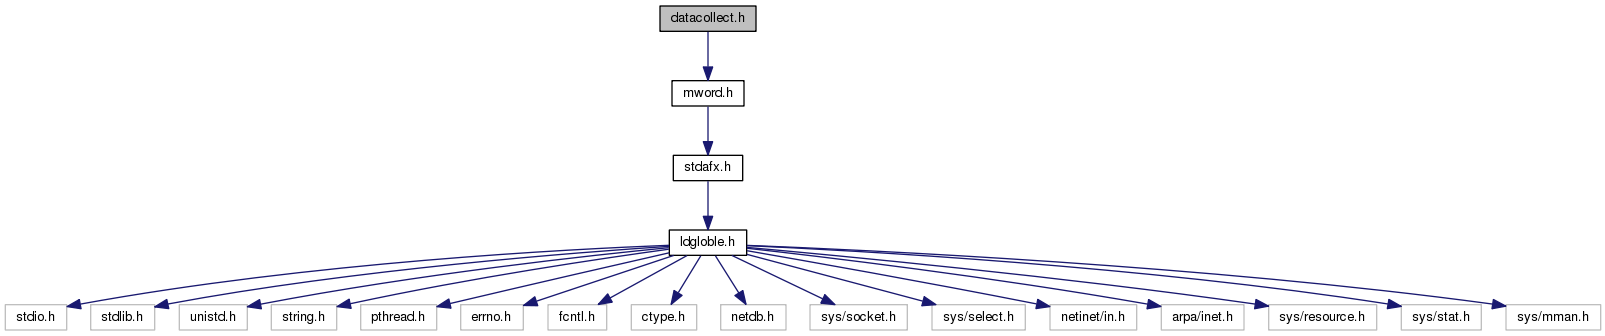 datacollect.h
mword.h
stdafx.h
ldgloble.h
stdio.h
stdlib.h
unistd.h
string.h
pthread.h
errno.h
fcntl.h
ctype.h
netdb.h
sys/socket.h
sys/select.h
netinet/in.h
arpa/inet.h
sys/resource.h
sys/stat.h
sys/mman.h